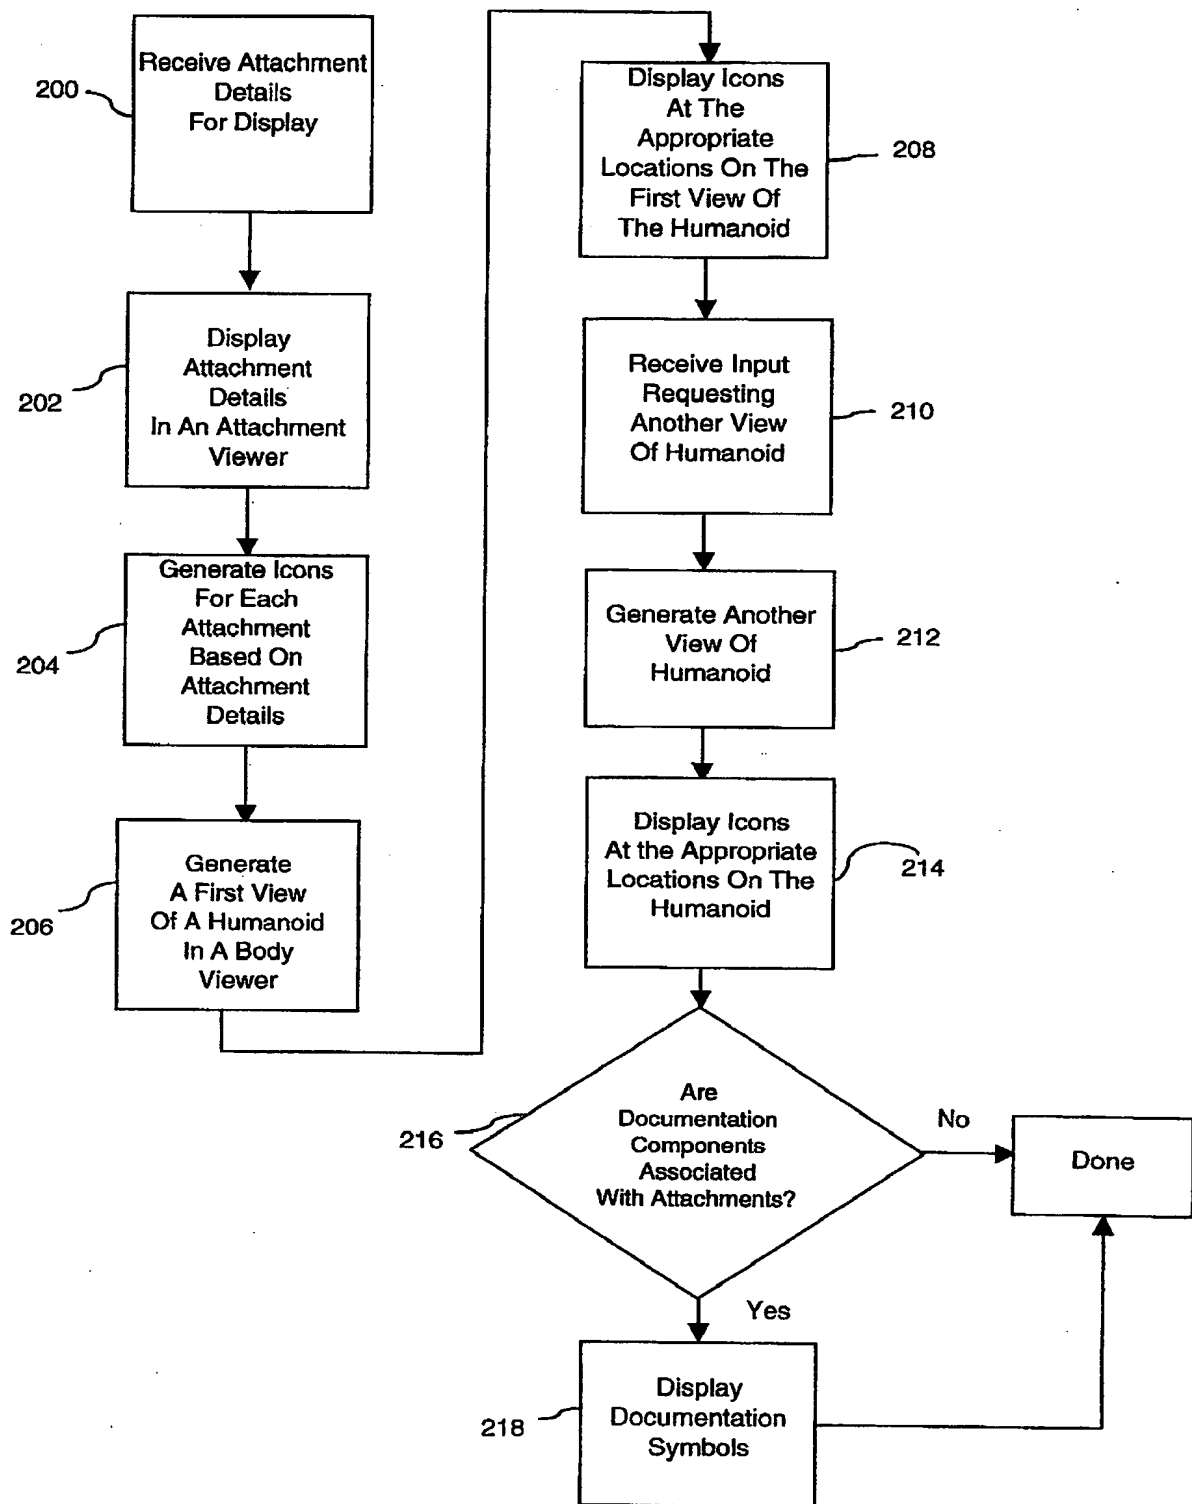 200
Receive Attachment
Details
For Display
202
Display
Attachment
Details
In An Attachment
Viewer
204
Generate Icons
For Each
Attachment
Based On
Attachment
Details
206
Generate
A First View
Of A Humanoid
In A Body
Viewer
Display Icons
At The
Appropriate
Locations On The
First View Of
The Humanoid
208
Receive Input
Requesting
Another View
Of Humanoid
210
Generate Another
View Of
Humanoid
212
Display Icons
At the Appropriate
Locations On The
Humanoid
214
216
Are
Documentation
Components
Associated
With Attachments?
No
Done
Yes
218
Display
Documentation
Symbols